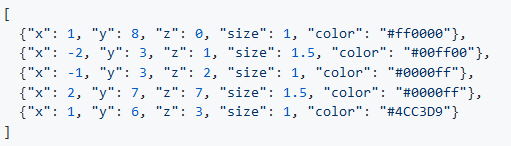 [
  {"x": 1, "y": 8, "z": 0, "size": 1, "color": "#ff0000"},
  {"x": -2, "y": 3, "z": 1, "size": 1.5, "color": "#00ff00"},
  {"x": -1, "y": 3, "z": 2, "size": 1, "color": "#0000ff"},
  {"x": 2, "y": 7, "z": 7, "size": 1.5, "color": "#0000ff"},
  {"x": 1, "y": 6, "z": 3, "size": 1, "color": "#4CC3D9"}
]